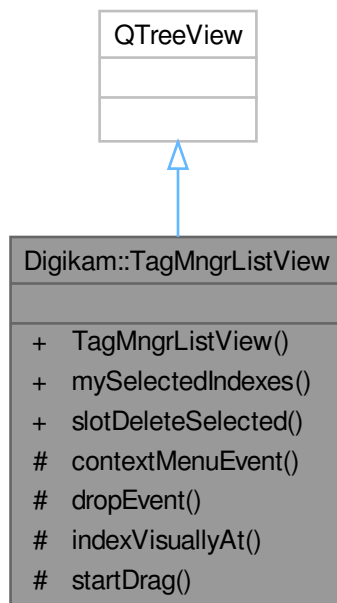 QTreeView
Digikam::TagMngrListView
+ TagMngrListView()
+ mySelectedIndexes()
+ slotDeleteSelected()
# contextMenuEvent()
# dropEvent()
# indexVisuallyAt()
# startDrag()